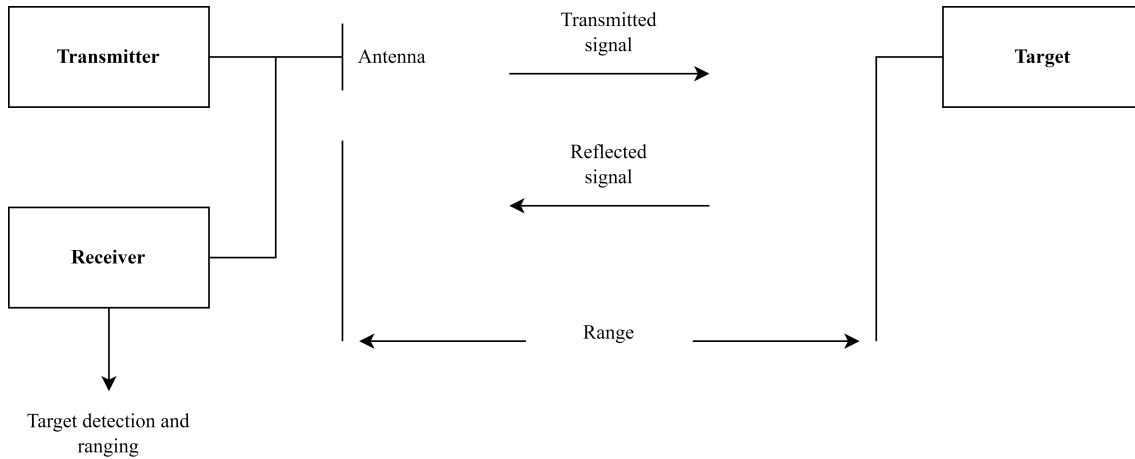 Transmitter
Antenna
Transmitted
signal
Target
Reflected
signal
Receiver
Range
Target detection and
ranging